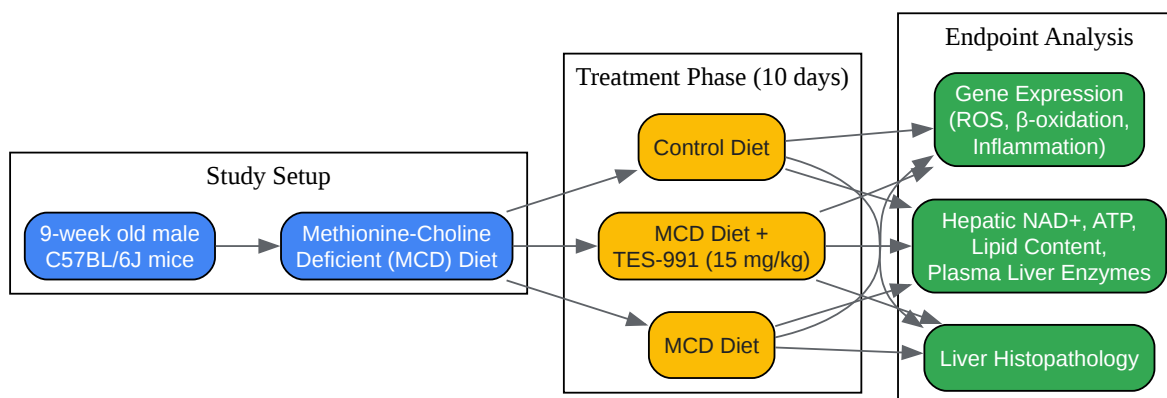 Study Setup
9-week old male
C57BL/6J mice
Methionine-Choline
Deficient (MCD) Diet
Treatment Phase (10 days)
Control Diet
MCD Diet +
TES-991 (15 mg/kg)
MCD Diet
Endpoint Analysis
Gene Expression
(ROS, β-oxidation,
Inflammation)
Hepatic NAD+, ATP,
Lipid Content,
Plasma Liver Enzymes
Liver Histopathology